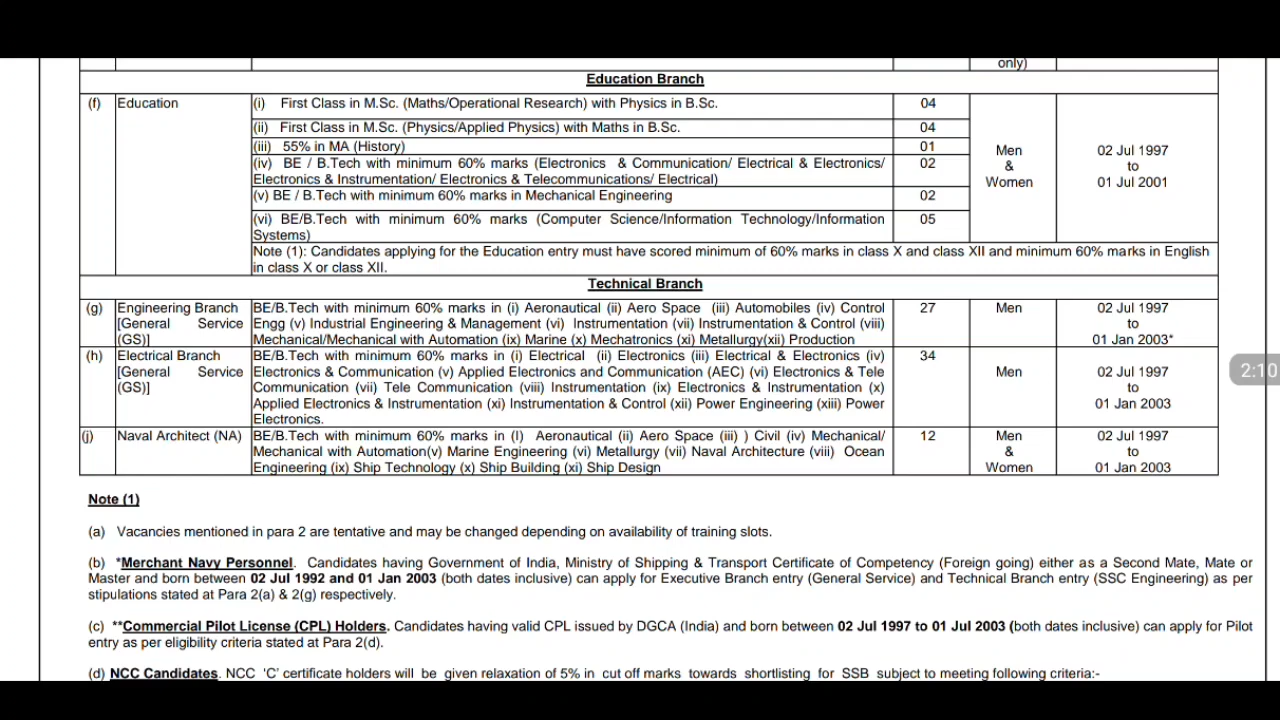 only)
Education Branch
(f) Education (i) First Class in M.Sc. (Maths/Operational Research) with Physics in B.Sc. 04
(ii) First Class in M.Sc. (Physics/Applied Physics) with Maths in B.Sc. 04
(iii) 55% in MA (History) 01
(iv) BE / B.Tech with minimum 60% marks (Electronics & Communication/ Electrical & Electronics/ 02
Electronics & Instrumentation/ Electronics & Telecommunications/ Electrical)
(v) BE / B.Tech with minimum 60% marks in Mechanical Engineering 02
(vi) BE/B.Tech with minimum 60% marks (Computer Science/Information Technology/Information 05
Systems)
Men
&
Women
02 Jul 1997
to
01 Jul 2001
Note (1): Candidates applying for the Education entry must have scored minimum of 60% marks in class X and class XII and minimum 60% marks in English
in class X or class XII.
Technical Branch
(g) Engineering Branch
[General Service
(GS)]
BE/B.Tech with minimum 60% marks in (i) Aeronautical (ii) Aero Space (iii) Automobiles (iv) Control
Engg (v) Industrial Engineering & Management (vi) Instrumentation (vii) Instrumentation & Control (viii)
Mechanical/Mechanical with Automation (ix) Marine (x) Mechatronics (xi) Metallurgy(xii) Production
27
Men
02 Jul 1997
to
01 Jan 2003*
(h) Electrical Branch
[General Service
(GS)]
BE/B.Tech with minimum 60% marks in (i) Electrical (ii) Electronics (iii) Electrical & Electronics (iv)
Electronics & Communication (v) Applied Electronics and Communication (AEC) (vi) Electronics & Tele
Communication (vii) Tele Communication (viii) Instrumentation (ix) Electronics & Instrumentation (x)
Applied Electronics & Instrumentation (xi) Instrumentation & Control (xii) Power Engineering (xiii) Power
Electronics.
34
Men
02 Jul 1997
to
01 Jan 2003
2:10
(j) Naval Architect (NA)
BE/B.Tech with minimum 60% marks in (I) Aeronautical (ii) Aero Space (iii) ) Civil (iv) Mechanical/
Mechanical with Automation(v) Marine Engineering (vi) Metallurgy (vii) Naval Architecture (viii) Ocean
Engineering (ix) Ship Technology (x) Ship Building (xi) Ship Design
12
Men
&
Women
02 Jul 1997
to
01 Jan 2003
Note (1)
(a) Vacancies mentioned in para 2 are tentative and may be changed depending on availability of training slots.
(b) *Merchant Navy Personnel. Candidates having Government of India, Ministry of Shipping & Transport Certificate of Competency (Foreign going) either as a Second Mate, Mate or
Master and born between 02 Jul 1992 and 01 Jan 2003 (both dates inclusive) can apply for Executive Branch entry (General Service) and Technical Branch entry (SSC Engineering) as per
stipulations stated at Para 2(a) & 2(g) respectively.
(c) **Commercial Pilot License (CPL) Holders. Candidates having valid CPL issued by DGCA (India) and born between 02 Jul 1997 to 01 Jul 2003 (both dates inclusive) can apply for Pilot
entry as per eligibility criteria stated at Para 2(d).
(d) NCC Candidates. NCC ‘C’ certificate holders will be given relaxation of 5% in cut off marks towards shortlisting for SSB subject to meeting following criteria:-